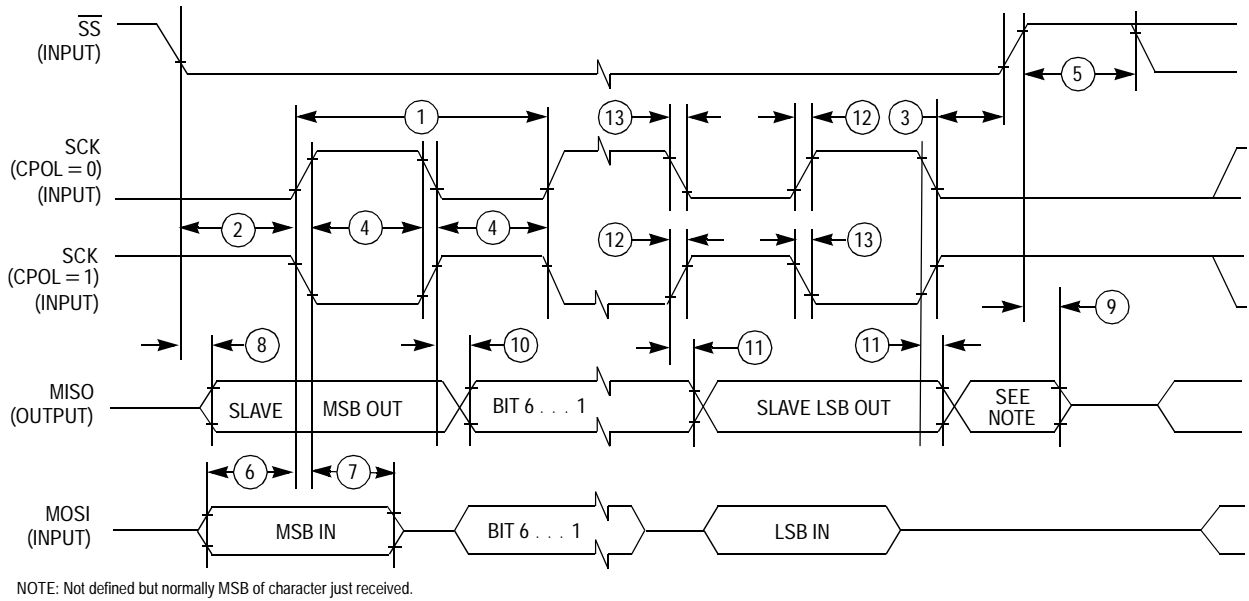 SS
(INPUT)
5
1
13
12
3
SCK
(CPOL = 0)
(INPUT)
2
4
4
12
13
SCK
(CPOL = 1)
(INPUT)
9
8
10
11
11
MISO
(OUTPUT)
SLAVE
MSB OUT
BIT 6 . . . 1
SLAVE LSB OUT
SEE
NOTE
6
7
MOSI
(INPUT)
MSB IN
BIT 6 . . . 1
LSB IN
NOTE: Not defined but normally MSB of character just received.